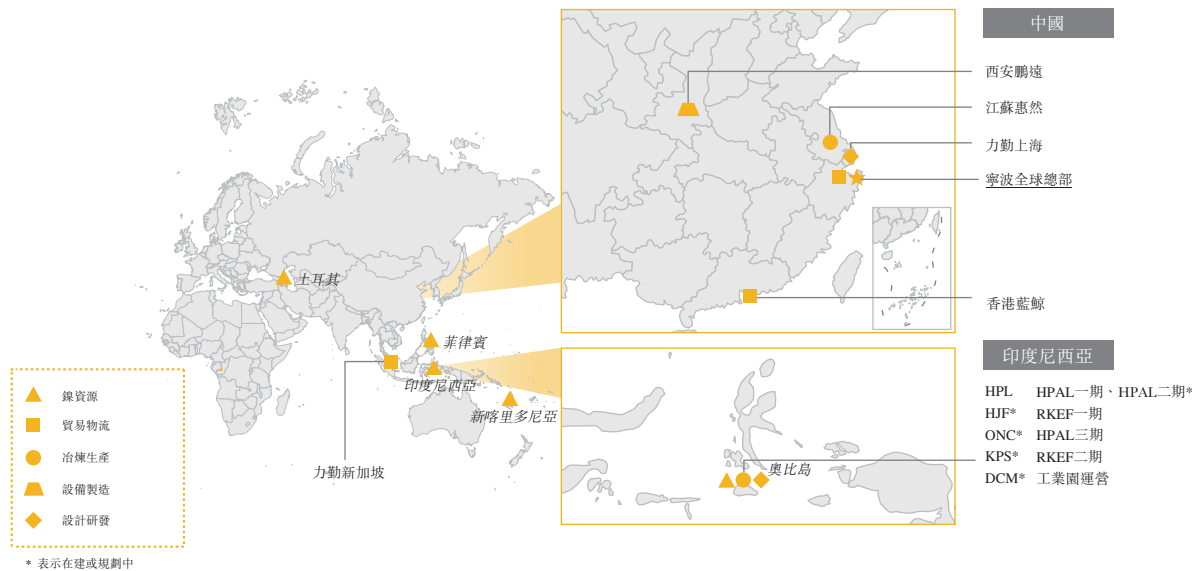 中國
西安鵬遠
江蘇惠然
力勤上海
寧波全球總部
香港藍鯨
土耳其
菲律賓
印度尼西亞
新喀里多尼亞
力勤新加坡
奧比島
印度尼西亞
HPL HPAL一期、HPAL二期*
HJF* RKEF一期
ONC* HPAL三期
KPS* RKEF二期
DCM* 工業園運營
鎳資源
貿易物流
冶煉生產
設備製造
設計研發
* 表示在建或規劃中